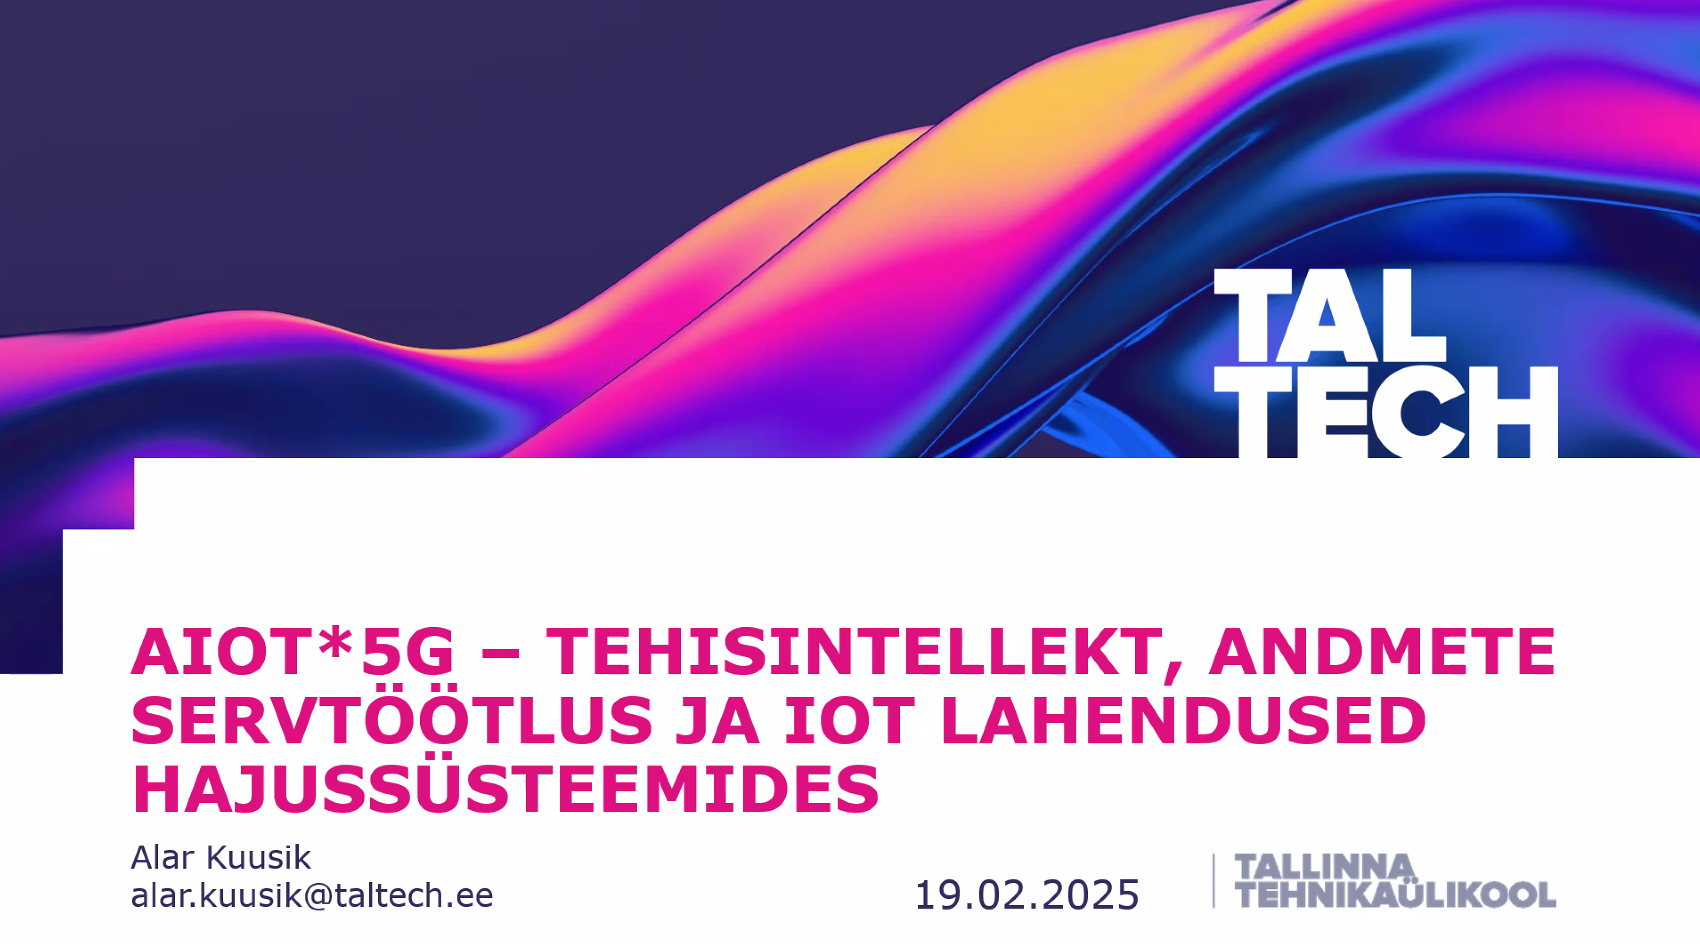 TAL
TECH
AIOT*5G – TEHISINTELLEKT, ANDMETE
SERVTÖÖTLUS JA IOT LAHENDUSED
HAJUSSÜSTEEMIDES
Alar Kuusik
alar.kuusik@taltech.ee
19.02.2025
TALLINNA
TEHNIKAÜLIKOOL